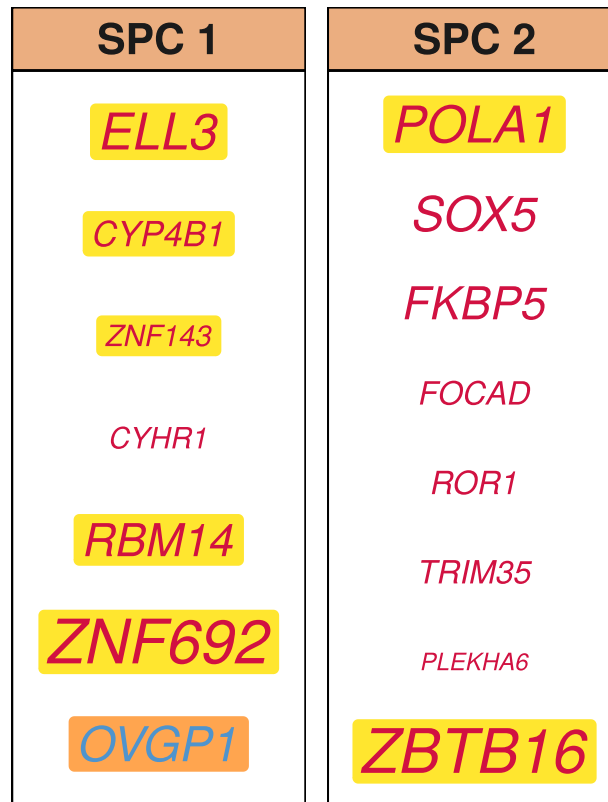 SPC 1
ELL3
CYP4B1
ZNF143
CYHR1
RBM14
ZNF692
OVGP1
SPC 2
POLA1
SOX5
FKBP5
FOCAD
ROR1
TRIM35
PLEKHA6
ZBTB16